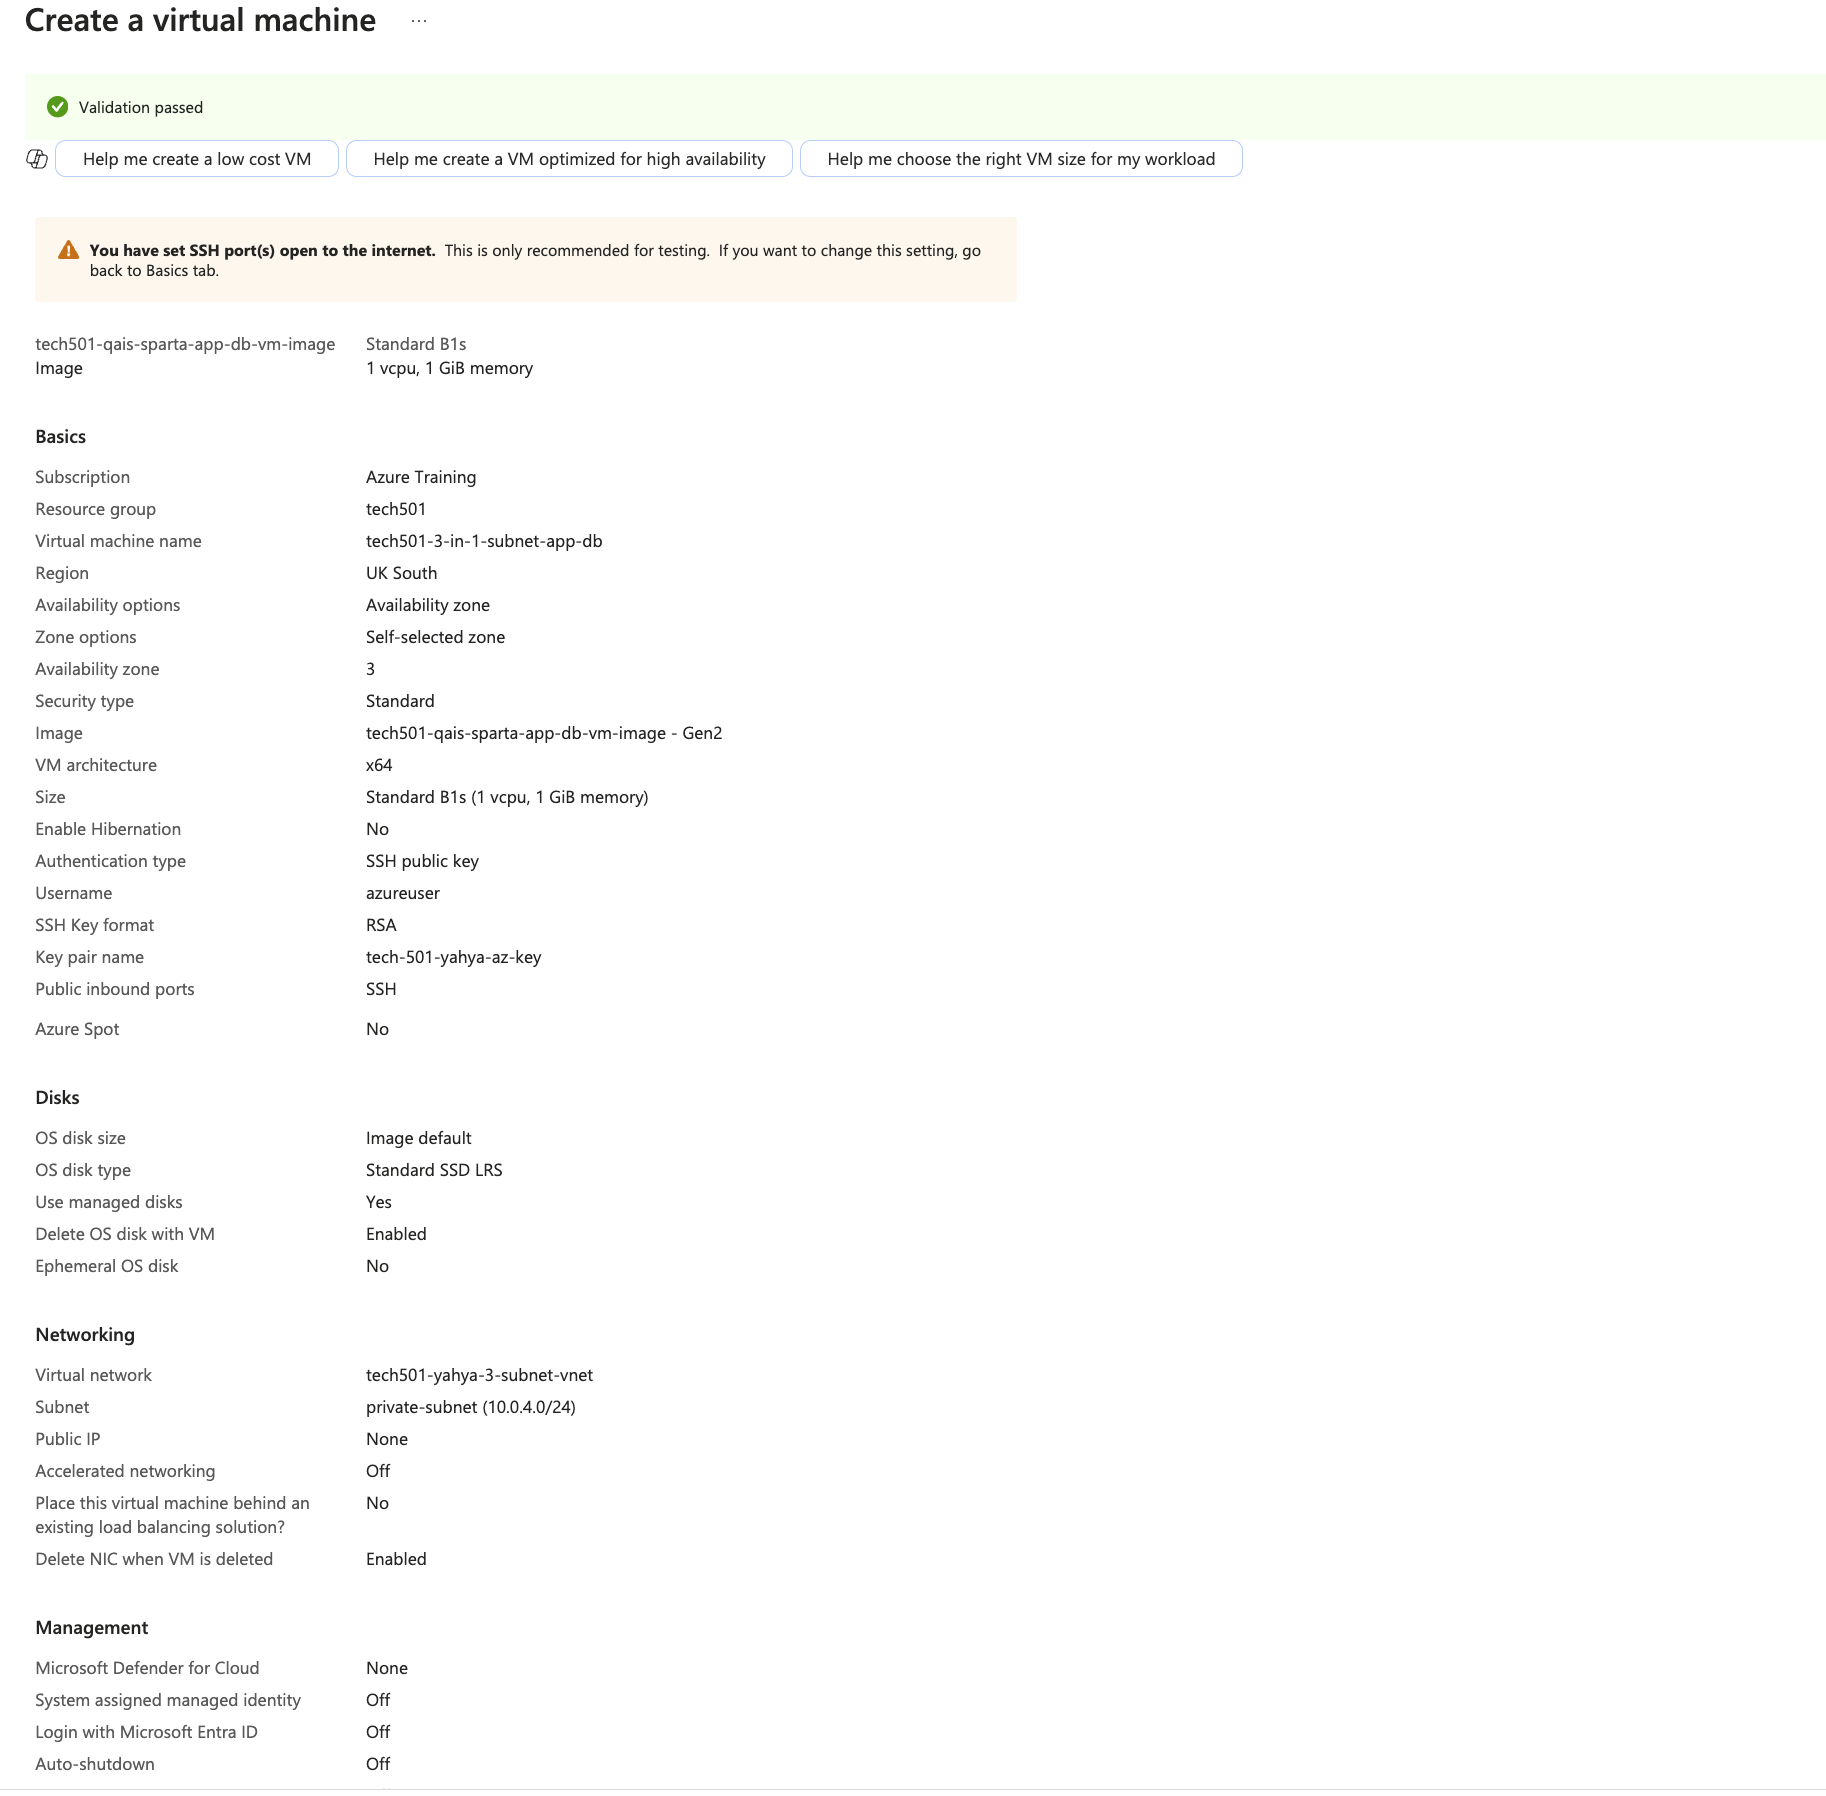 Create a virtual machine ...
Validation passed
Help me create a low cost VM
Help me create a VM optimized for high availability
Help me choose the right VM size for my workload
You have set SSH port(s) open to the internet. This is only recommended for testing. If you want to change this setting, go
back to Basics tab.
tech501-qais-sparta-app-db-vm-image Standard B1s
Image 1 vcpu, 1 GiB memory
Basics
Subscription Azure Training
Resource group tech501
Virtual machine name tech501-3-in-1-subnet-app-db
Region UK South
Availability options Availability zone
Zone options Self-selected zone
Availability zone 3
Security type Standard
Image tech501-qais-sparta-app-db-vm-image - Gen2
VM architecture x64
Size Standard B1s (1 vcpu, 1 GiB memory)
Enable Hibernation No
Authentication type SSH public key
Username azureuser
SSH Key format RSA
Key pair name tech-501-yahya-az-key
Public inbound ports SSH
Azure Spot No
Disks
OS disk size Image default
OS disk type Standard SSD LRS
Use managed disks Yes
Delete OS disk with VM Enabled
Ephemeral OS disk No
Networking
Virtual network tech501-yahya-3-subnet-vnet
Subnet private-subnet (10.0.4.0/24)
Public IP None
Accelerated networking Off
Place this virtual machine behind an No
existing load balancing solution?
Delete NIC when VM is deleted Enabled
Management
Microsoft Defender for Cloud None
System assigned managed identity Off
Login with Microsoft Entra ID Off
Auto-shutdown Off